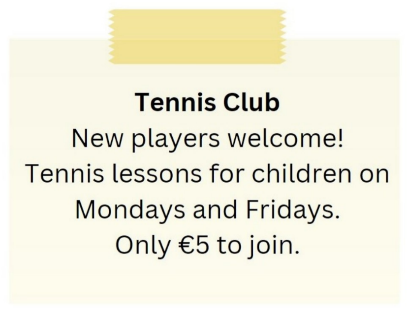 Tennis Club
New players welcome!
Tennis lessons for children on
Mondays and Fridays.
Only €5 to join.